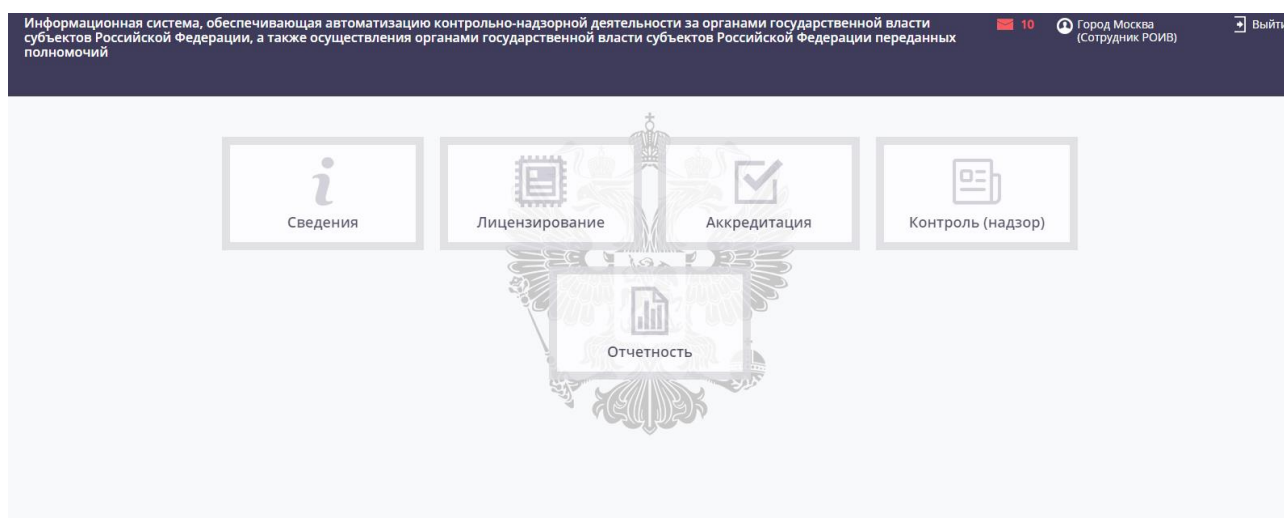 Информационная система, обеспечивающая автоматизацию контрольно-надзорной деятельности за органами государственной власти
субъектов Российской Федерации, а также осуществления органами государственной власти субъектов Российской Федерации переданных
полномочий
10
Город Москва
(Сотрудник РОИВ)
Выйти
Сведения
Лицензирование
Аккредитация
Контроль (надзор)
Отчетность